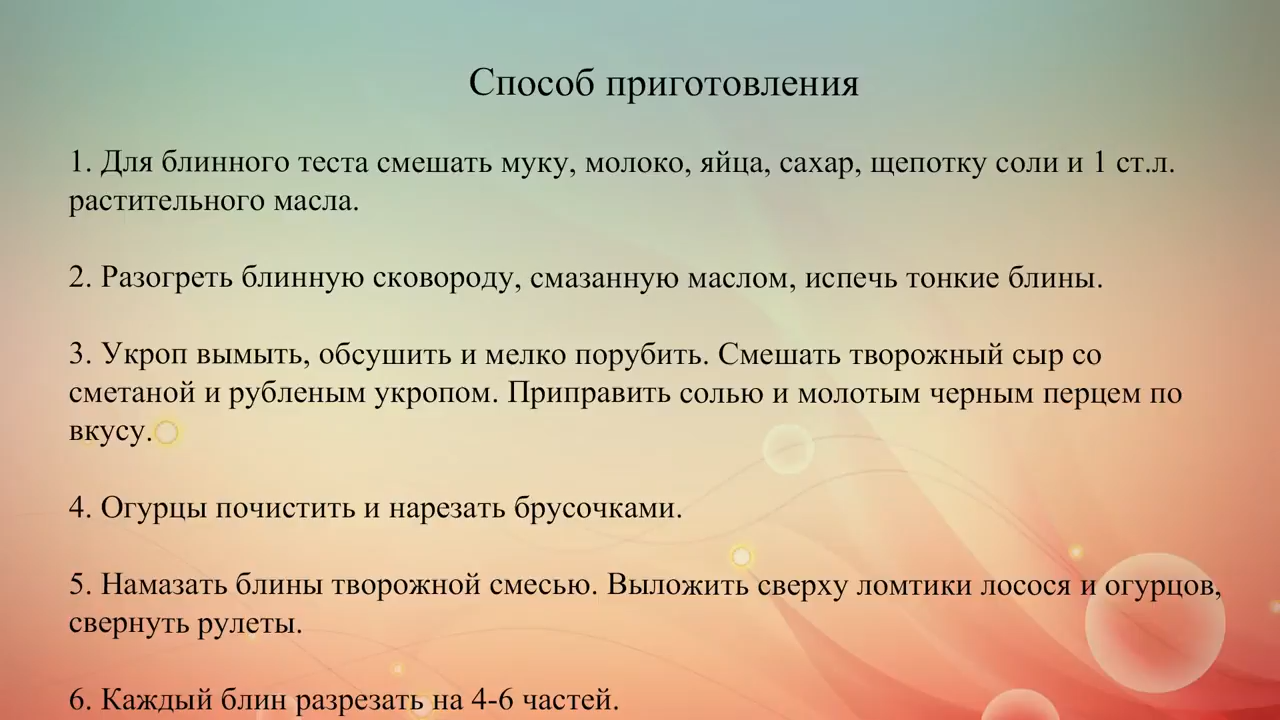 Способ приготовления
1. Для блинного теста смешать муку, молоко, яйца, сахар, щепотку соли и 1 ст.л.
растительного масла.
2. Разогреть блинную сковороду, смазанную маслом, испечь тонкие блины.
3. Укроп вымыть, обсушить и мелко порубить. Смешать творожный сыр со
сметаной и рубленым укропом. Приправить солью и молотым черным перцем по
вкусу.
4. Огурцы почистить и нарезать брусочками.
5. Намазать блины творожной смесью. Выложить сверху ломтики лосося и огурцов,
свернуть рулеты.
6. Каждый блин разрезать на 4-6 частей.